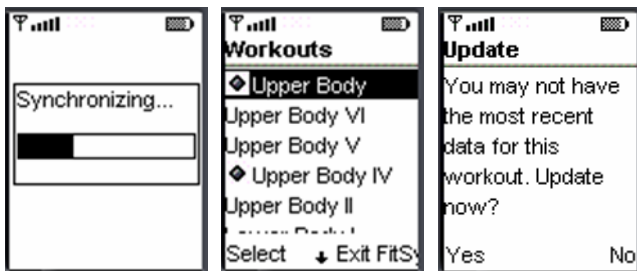 Synchronizing...
Workouts
Upper Body
Upper Body VI
Upper Body V
Upper Body IV
Upper Body II
Select Exit FitSy
Update
You may not have
the most recent
data for this
workout. Update
now?
Yes No